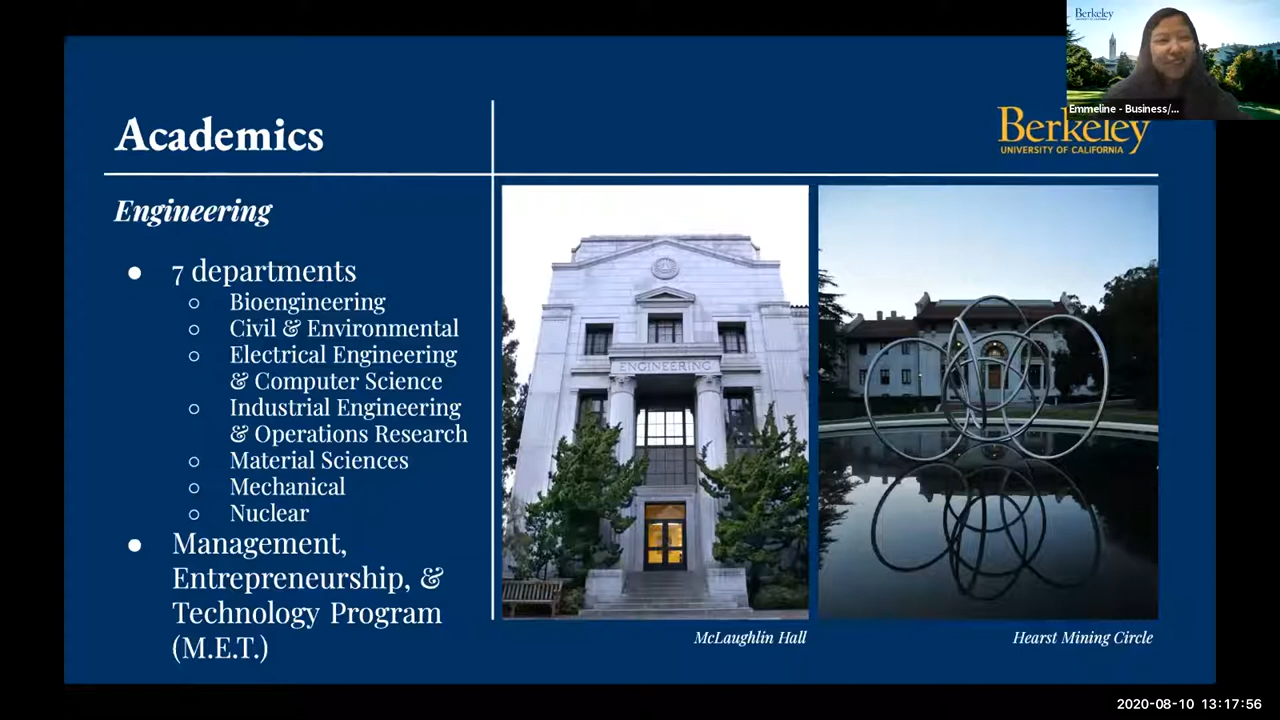 Berkeley
Emmeline - Business/...
Academics
Berkeley
UNIVERSITY OF CALIFORNIA
Engineering
● 7 departments
○ Bioengineering
○ Civil & Environmental
○ Electrical Engineering
& Computer Science
○ Industrial Engineering
& Operations Research
○ Material Sciences
○ Mechanical
○ Nuclear
● Management,
Entrepreneurship, &
Technology Program
(M.E.T.)
ENGINEERING
McLaughlin Hall
Hearst Mining Circle
2020-08-10 13:17:56